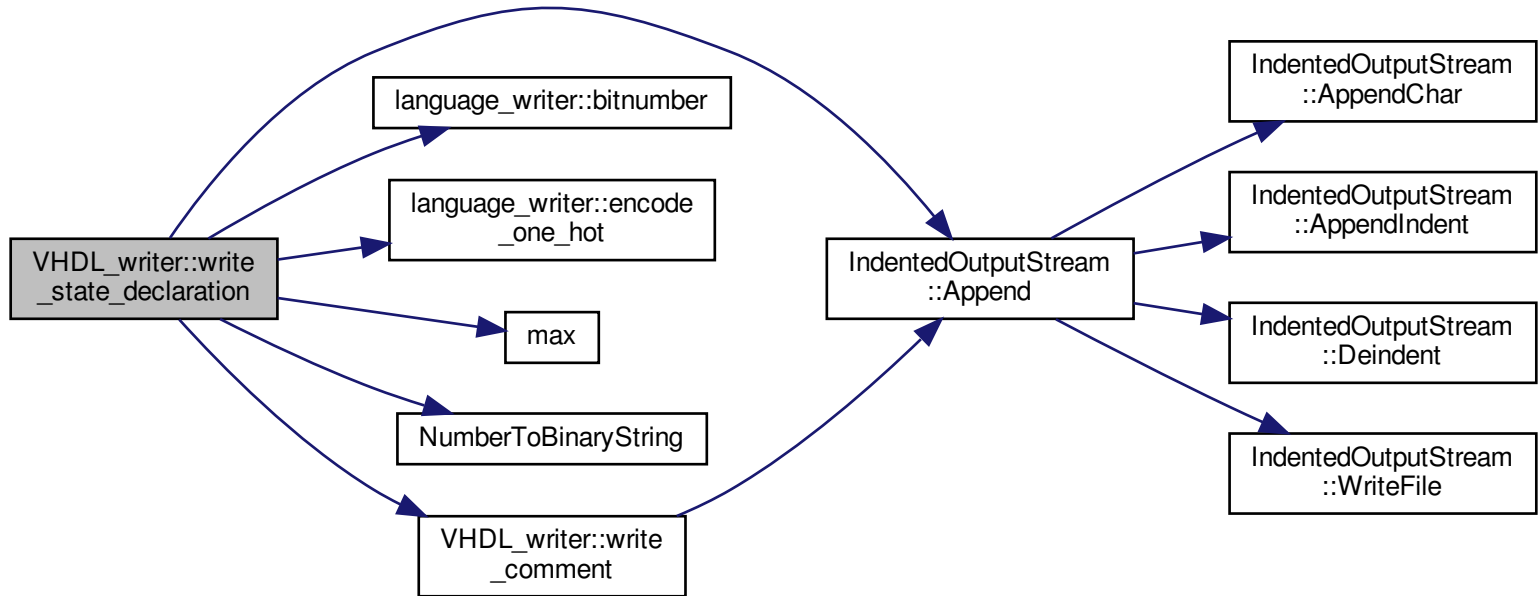 VHDL_writer::write
_state_declaration
language_writer::bitnumber
language_writer::encode
_one_hot
max
NumberToBinaryString
VHDL_writer::write
_comment
IndentedOutputStream
::Append
IndentedOutputStream
::AppendChar
IndentedOutputStream
::AppendIndent
IndentedOutputStream
::Deindent
IndentedOutputStream
::WriteFile